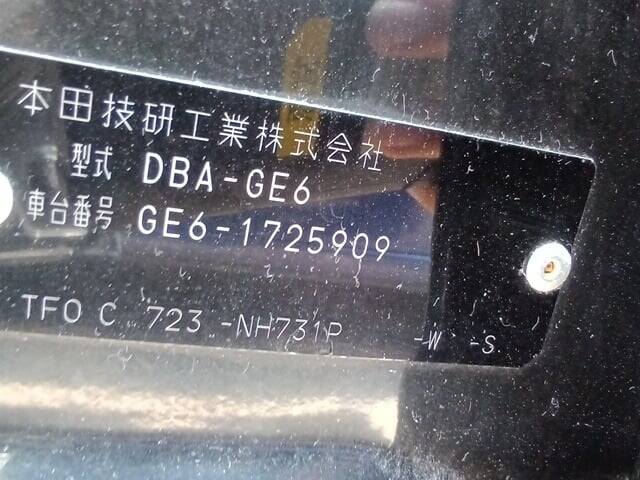 本田技研工業株式会社
型式 DBA-GE6
車台番号 GE6-1725909
TFO C 723 -NH731P -W -S